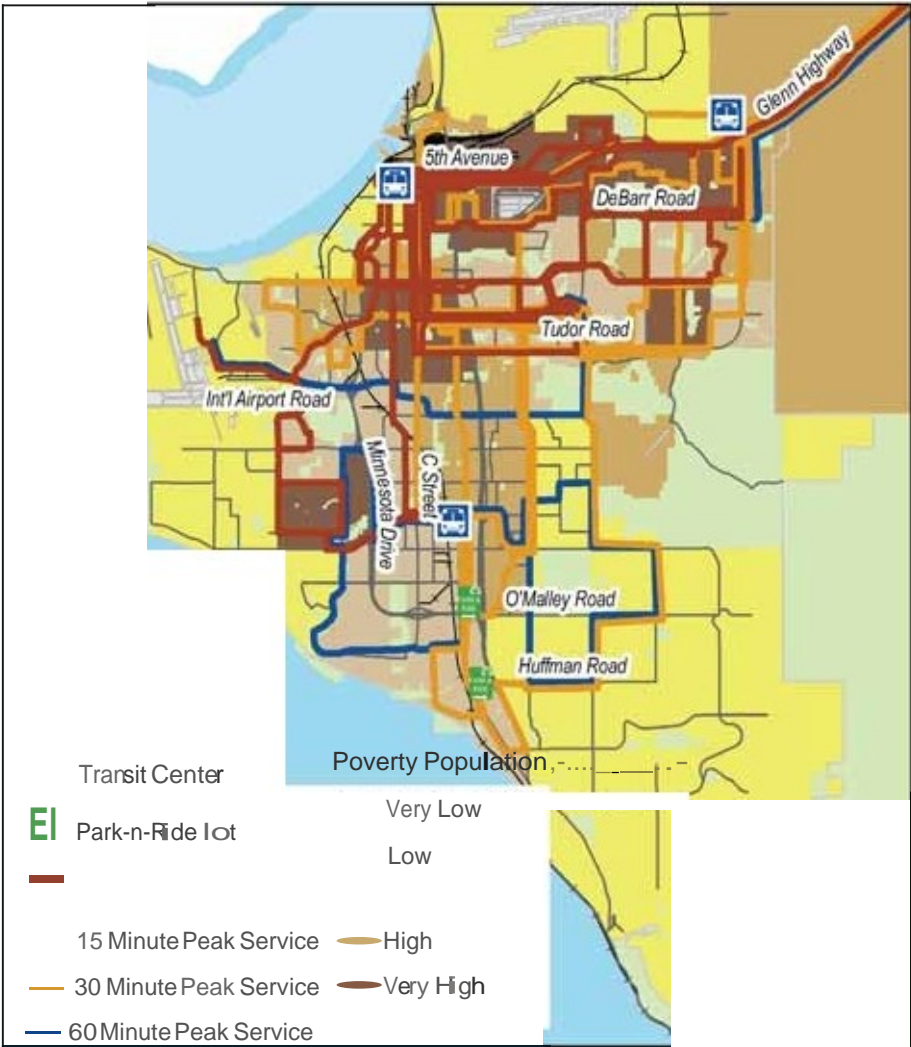 Glenn Highway
5th Avenue
DeBarr Road
Tudor Road
Int'l Airport Road
Minnesota Drive
C Street
O'Malley Road
Huffman Road
Transit Center
Poverty Population
EI Park-n-Ride lot
Very Low
Low
15 Minute Peak Service
High
30 Minute Peak Service
Very High
60 Minute Peak Service